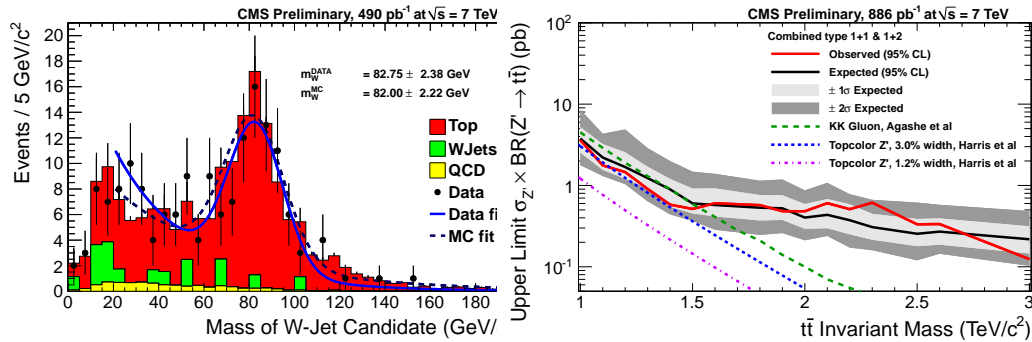 CMS Preliminary, 490 pb⁻¹ at √s = 7 TeV
Events / 5 GeV/c²
20
18
16
14
12
10
8
6
4
2
0
m_W^DATA = 82.75 ± 2.38 GeV
m_W^MC = 82.00 ± 2.22 GeV
Top
WJets
QCD
Data
Data fi
MC fit
0 20 40 60 80 100 120 140 160 180
Mass of W-Jet Candidate (GeV/
CMS Preliminary, 886 pb⁻¹ at √s = 7 TeV
Upper Limit σ_Z' × BR(Z' → tt̄) (pb)
10²
10
1
10⁻¹
Combined type 1+1 & 1+2
Observed (95% CL)
Expected (95% CL)
± 1σ Expected
± 2σ Expected
KK Gluon, Agashe et al
Topcolor Z', 3.0% width, Harris et al
Topcolor Z', 1.2% width, Harris et al
1 1.5 2 2.5 3
tt̄ Invariant Mass (TeV/c²)